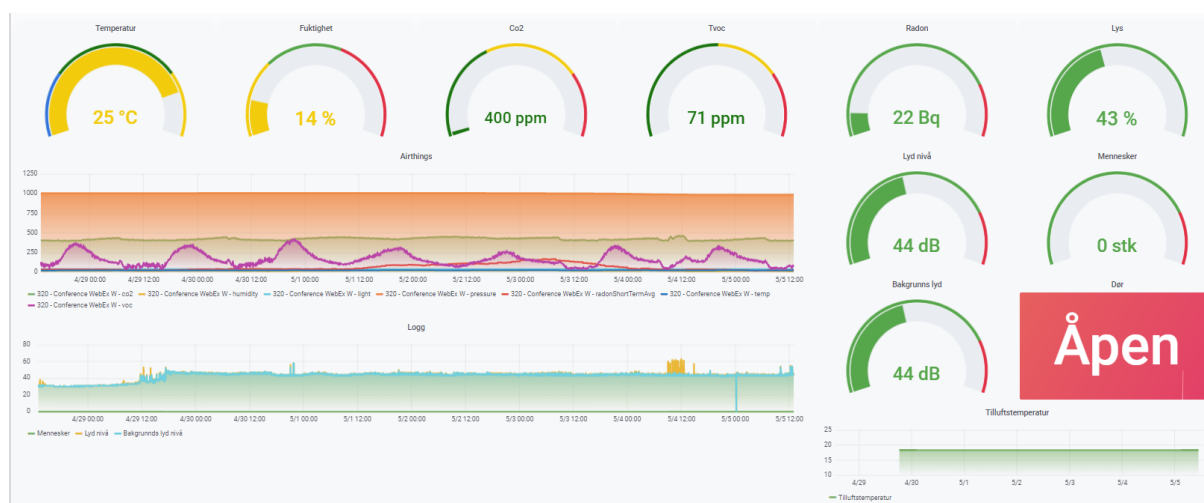 Temperatur
Fuktighet
Co2
Tvoc
Radon
Lys
25 °C
14 %
400 ppm
71 ppm
22 Bq
43 %
Airthings
1250
1000
750
500
250
0
4/29 00:00 4/29 12:00 4/30 00:00 4/30 12:00 5/1 00:00 5/1 12:00 5/2 00:00 5/2 12:00 5/3 00:00 5/3 12:00 5/4 00:00 5/4 12:00 5/5 00:00 5/5 12:00
320 - Conference WebEx W - co2 320 - Conference WebEx W - humidity 320 - Conference WebEx W - light 320 - Conference WebEx W - pressure 320 - Conference WebEx W - radonShortTermAvg 320 - Conference WebEx W - temp
320 - Conference WebEx W - voc
Lyd nivå
Mennesker
44 dB
0 stk
Logg
80
60
40
20
0
4/29 00:00 4/29 12:00 4/30 00:00 4/30 12:00 5/1 00:00 5/1 12:00 5/2 00:00 5/2 12:00 5/3 00:00 5/3 12:00 5/4 00:00 5/4 12:00 5/5 00:00 5/5 12:00
Mennesker Lyd nivå Bakgrunnds lyd nivå
Bakgrunns lyd
Dør
44 dB
Åpen
Tilluftstemperatur
25
20
15
10
4/29 4/30 5/1 5/2 5/3 5/4 5/5
Tilluftstemperatur